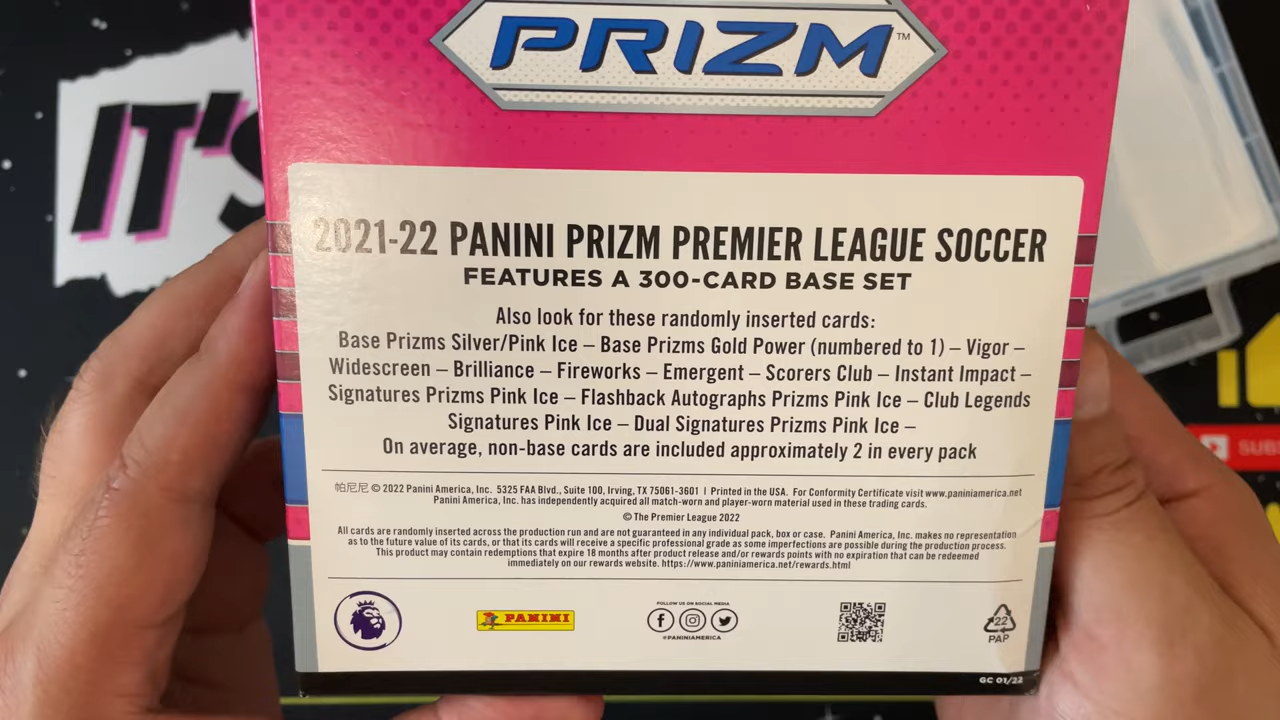 PRIZM™
IT'S
2021-22 PANINI PRIZM PREMIER LEAGUE SOCCER
FEATURES A 300-CARD BASE SET
Also look for these randomly inserted cards:
Base Prizms Silver/Pink Ice – Base Prizms Gold Power (numbered to 1) – Vigor –
Widescreen – Brilliance – Fireworks – Emergent – Scorers Club – Instant Impact –
Signatures Prizms Pink Ice – Flashback Autographs Prizms Pink Ice – Club Legends
Signatures Pink Ice – Dual Signatures Prizms Pink Ice –
On average, non-base cards are included approximately 2 in every pack
帕尼尼 © 2022 Panini America, Inc. 5325 FAA Blvd., Suite 100, Irving, TX 75061-3601 | Printed in the USA. For Conformity Certificate visit www.paniniamerica.net
Panini America, Inc. has independently acquired all match-worn and player-worn material used in these trading cards.
© The Premier League 2022
All cards are randomly inserted across the production run and are not guaranteed in any individual pack, box or case. Panini America, Inc. makes no representation
as to the future value of its cards, or that its cards will receive a specific professional grade as some imperfections are possible during the production process.
This product may contain redemptions that expire 18 months after product release and/or rewards points with no expiration that can be redeemed
immediately on our rewards website. https://www.paniniamerica.net/rewards.html
PANINI
FOLLOW US ON SOCIAL MEDIA
@PANINIAMERICA
22
PAP
GC 01/22
SUBS